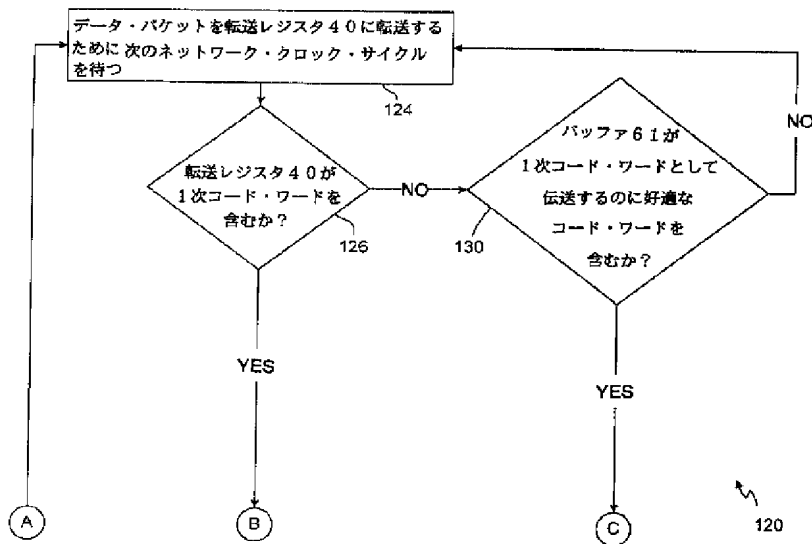 データ・パケットを転送レジスタ40に転送する
ために次のネットワーク・クロック・サイクル
を待つ
124
NO
転送レジスタ40が
1次コード・ワードを
含むか?
126
NO
バッファ61が
1次コード・ワードとして
伝送するのに好適な
コード・ワードを
含むか?
130
YES
YES
A
B
C
120